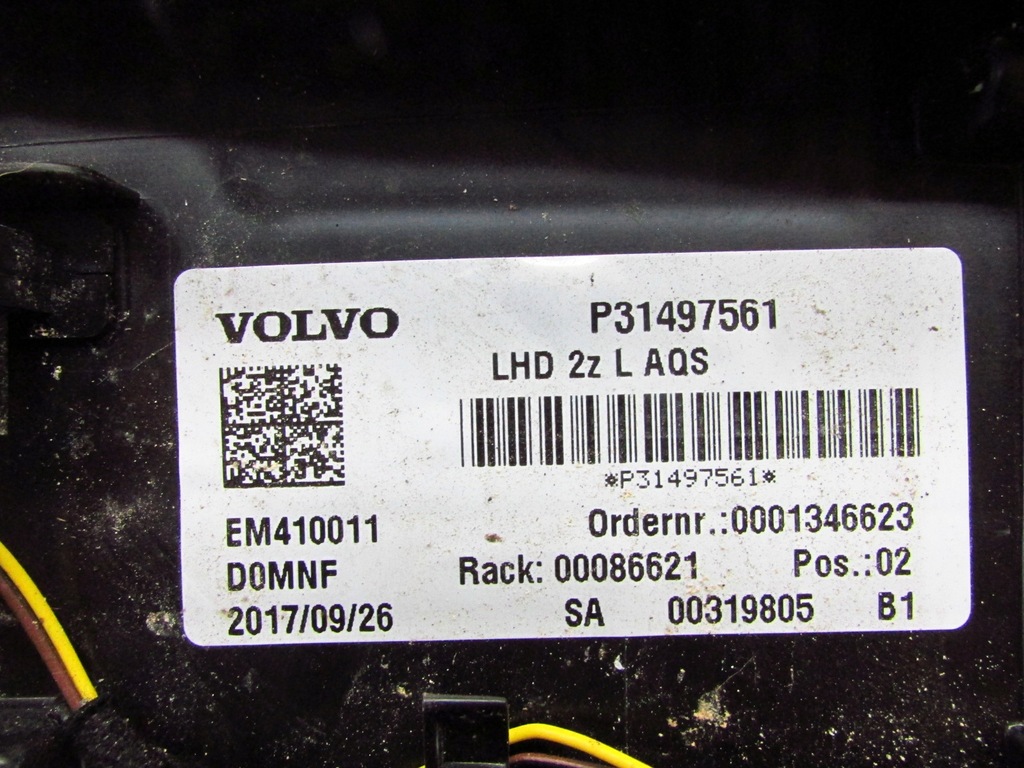 VOLVO
P31497561
LHD 2z L AQS
*P31497561*
EM410011
Ordernr.:0001346623
D0MNF
Rack: 00086621
Pos.:02
2017/09/26
SA 00319805 B1